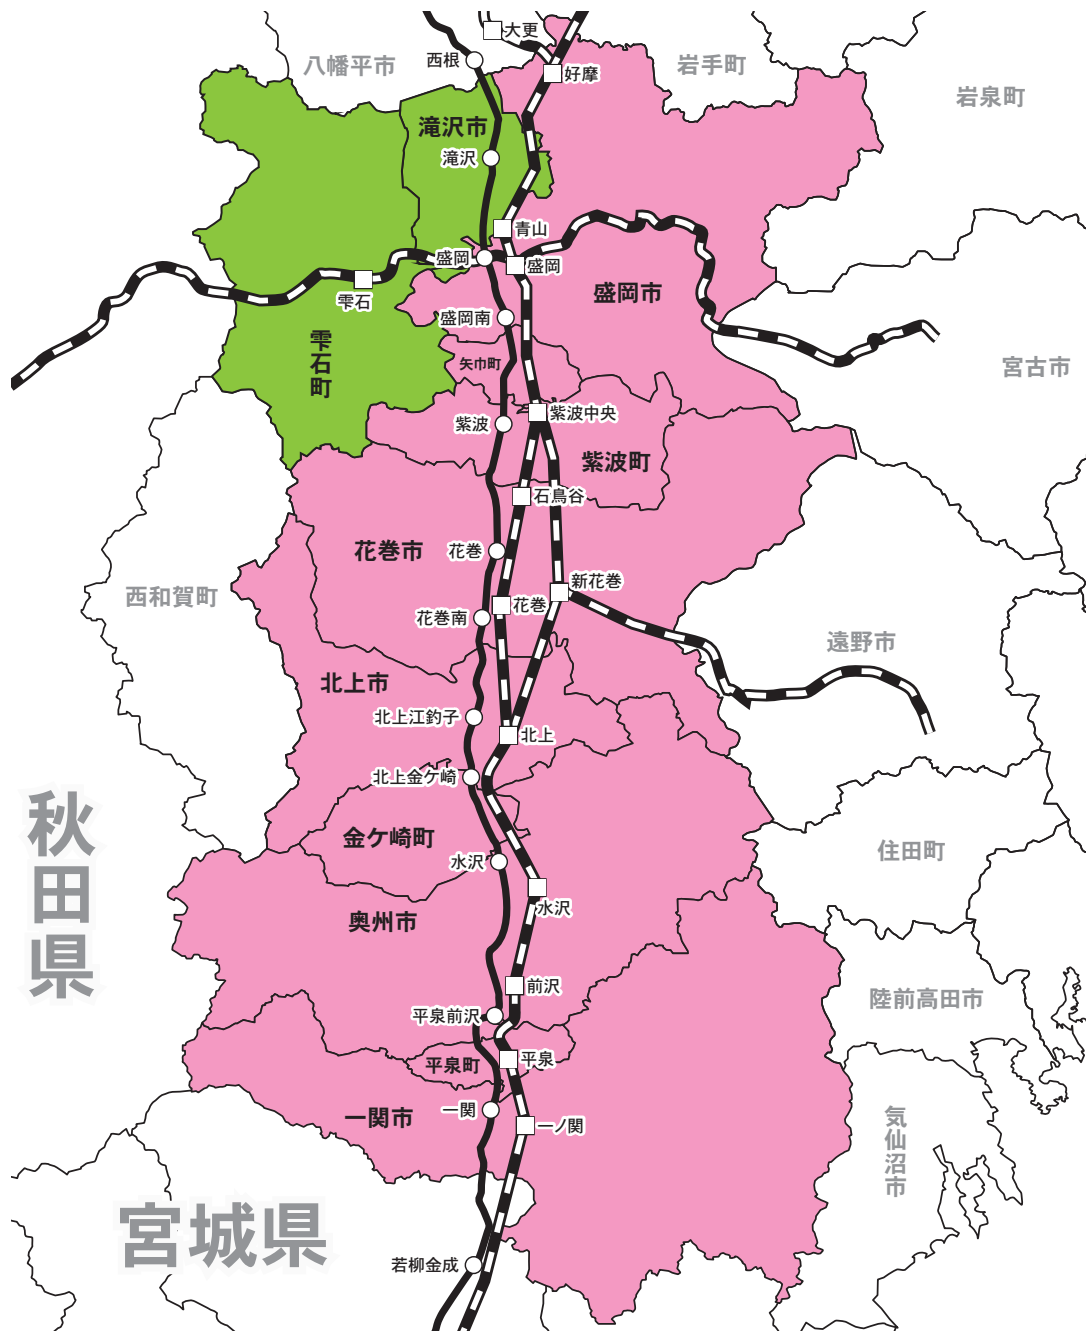 大更
西根
八幡平市
好摩
岩手町
岩泉町
滝沢市
滝沢
青山
盛岡
盛岡
雫石
盛岡市
盛岡南
雫石町
矢巾町
宮古市
紫波
紫波中央
紫波町
石鳥谷
花巻市
花巻
新花巻
西和賀町
花巻
花巻南
遠野市
北上市
北上江釣子
北上
北上金ケ崎
秋田県
金ケ崎町
水沢
住田町
水沢
奥州市
前沢
陸前高田市
平泉前沢
平泉町
平泉
一関市
一関
一ノ関
気仙沼市
宮城県
若柳金成